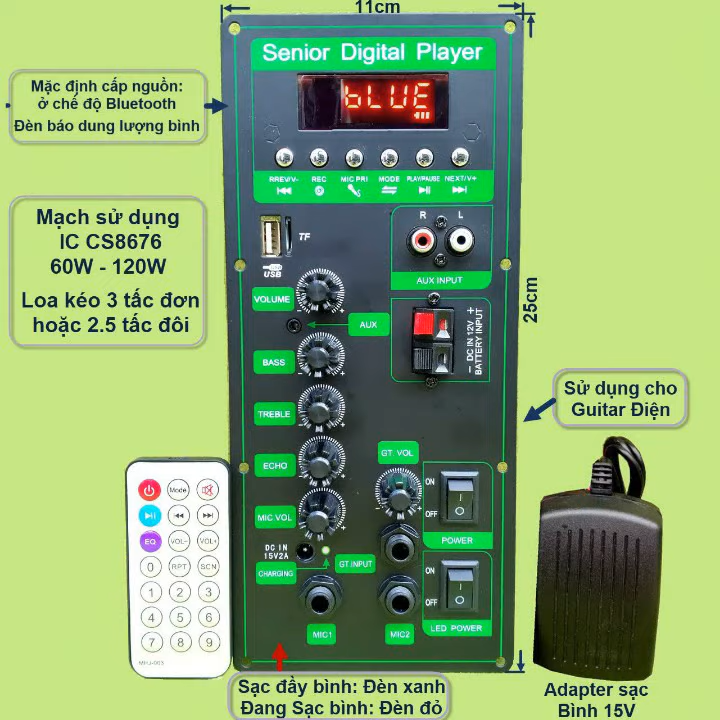 11cm
Senior Digital Player
bLUE
RREV/V-
REC
MIC PRI
MODE
PLAY/PAUSE
NEXT/V+
Mặc định cấp nguồn:
ở chế độ Bluetooth
Đèn báo dung lượng bình
Mạch sử dụng
IC CS8676
60W - 120W
Loa kéo 3 tấc đơn
hoặc 2.5 tấc đôi
TF
USB
R L
AUX INPUT
VOLUME
AUX
BASS
TREBLE
ECHO
MIC VOL
- DC IN 12V +
BATTERY INPUT
25cm
Sử dụng cho
Guitar Điện
GT VOL
ON
OFF
POWER
DC IN
15V2A
CHARGING
GT INPUT
ON
OFF
LED POWER
MIC1
MIC2
Mode
EQ VOL- VOL+
0 RPT SCN
1 2 3
4 5 6
7 8 9
Sạc đầy bình: Đèn xanh
Đang Sạc bình: Đèn đỏ
Adapter sạc
Bình 15V